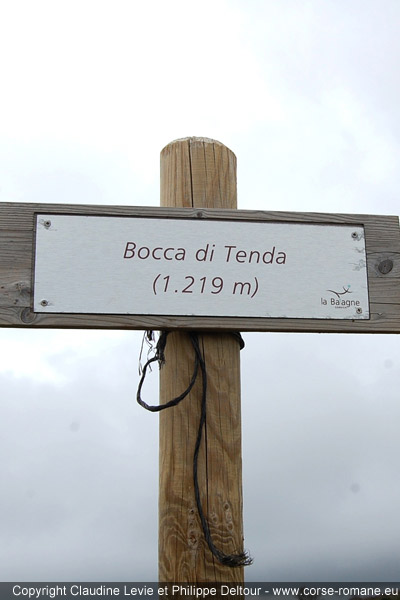 Bocca di Tenda
(1.219 m)
la Balagne
Copyright Claudine Levie et Philippe Deltour - www.corse-romane.eu